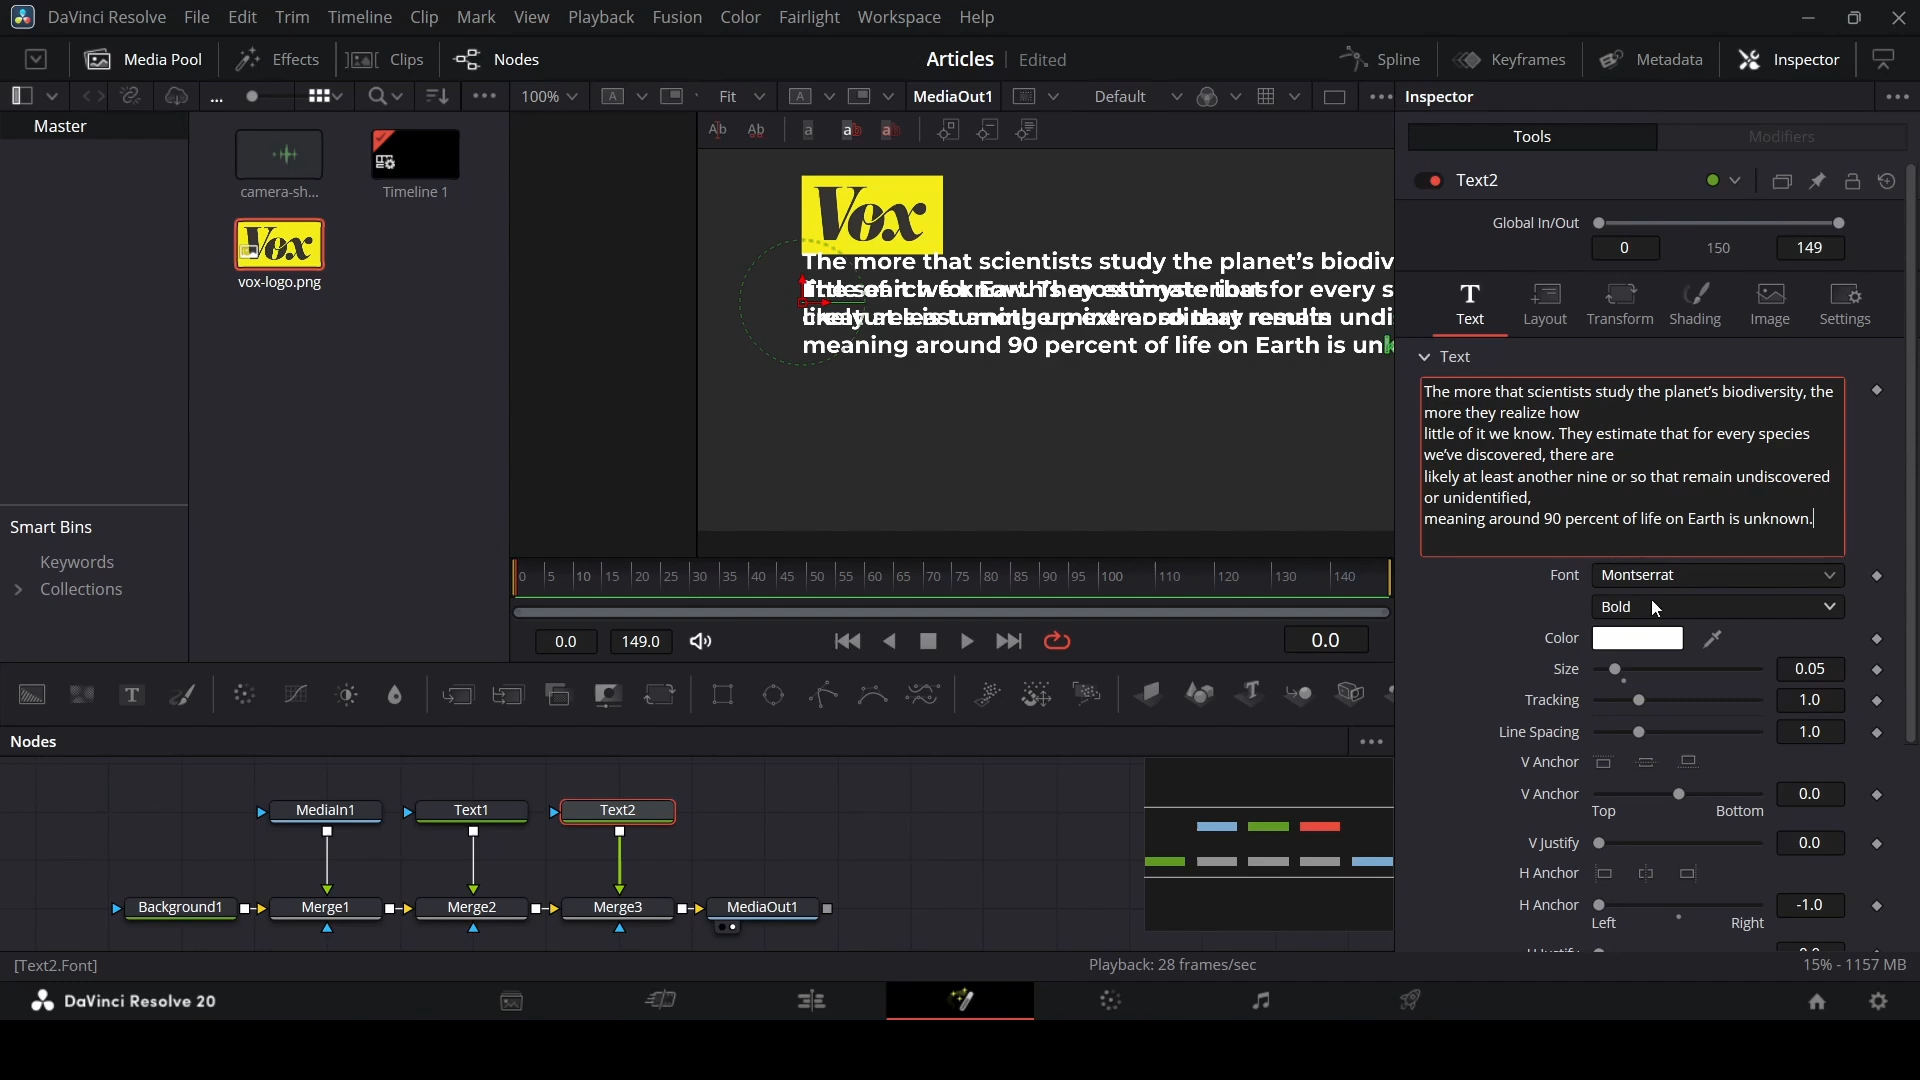 DaVinci Resolve File Edit Trim Timeline Clip Mark View Playback Fusion Color Fairlight Workspace Help
Media Pool Effects Clips Nodes Articles Edited Spline Keyframes Metadata Inspector
... 100% Fit MediaOut1 Default ... Inspector
Master
camera-sh... Timeline 1
Vox
vox-logo.png
Smart Bins
Keywords
Collections
Vox
The more that scientists study the planet's biodiv
meaning around 90 percent of life on Earth is unk
0 5 10 15 20 25 30 35 40 45 50 55 60 65 70 75 80 85 90 95 100 110 120 130 140
0.0 149.0 0.0
Tools Modifiers
Text2
Global In/Out
0 150 149
Text Layout Transform Shading Image Settings
Text
The more that scientists study the planet's biodiversity, the
more they realize how
little of it we know. They estimate that for every species
we've discovered, there are
likely at least another nine or so that remain undiscovered
or unidentified,
meaning around 90 percent of life on Earth is unknown.
Font Montserrat
Bold
Color
Size 0.05
Tracking 1.0
Line Spacing 1.0
V Anchor
V Anchor 0.0
Top Bottom
V Justify 0.0
H Anchor
H Anchor -1.0
Left Right
Nodes
MediaIn1 Text1 Text2
Background1 Merge1 Merge2 Merge3 MediaOut1
[Text2.Font] Playback: 28 frames/sec 15% - 1157 MB
DaVinci Resolve 20